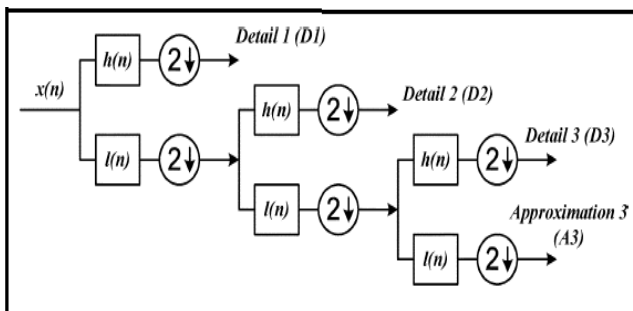 Detail 1 (D1)
h(n) 2↓
x(n)
Detail 2 (D2)
l(n) 2↓ h(n) 2↓
Detail 3 (D3)
l(n) 2↓ h(n) 2↓
Approximation 3
(A3)
l(n) 2↓